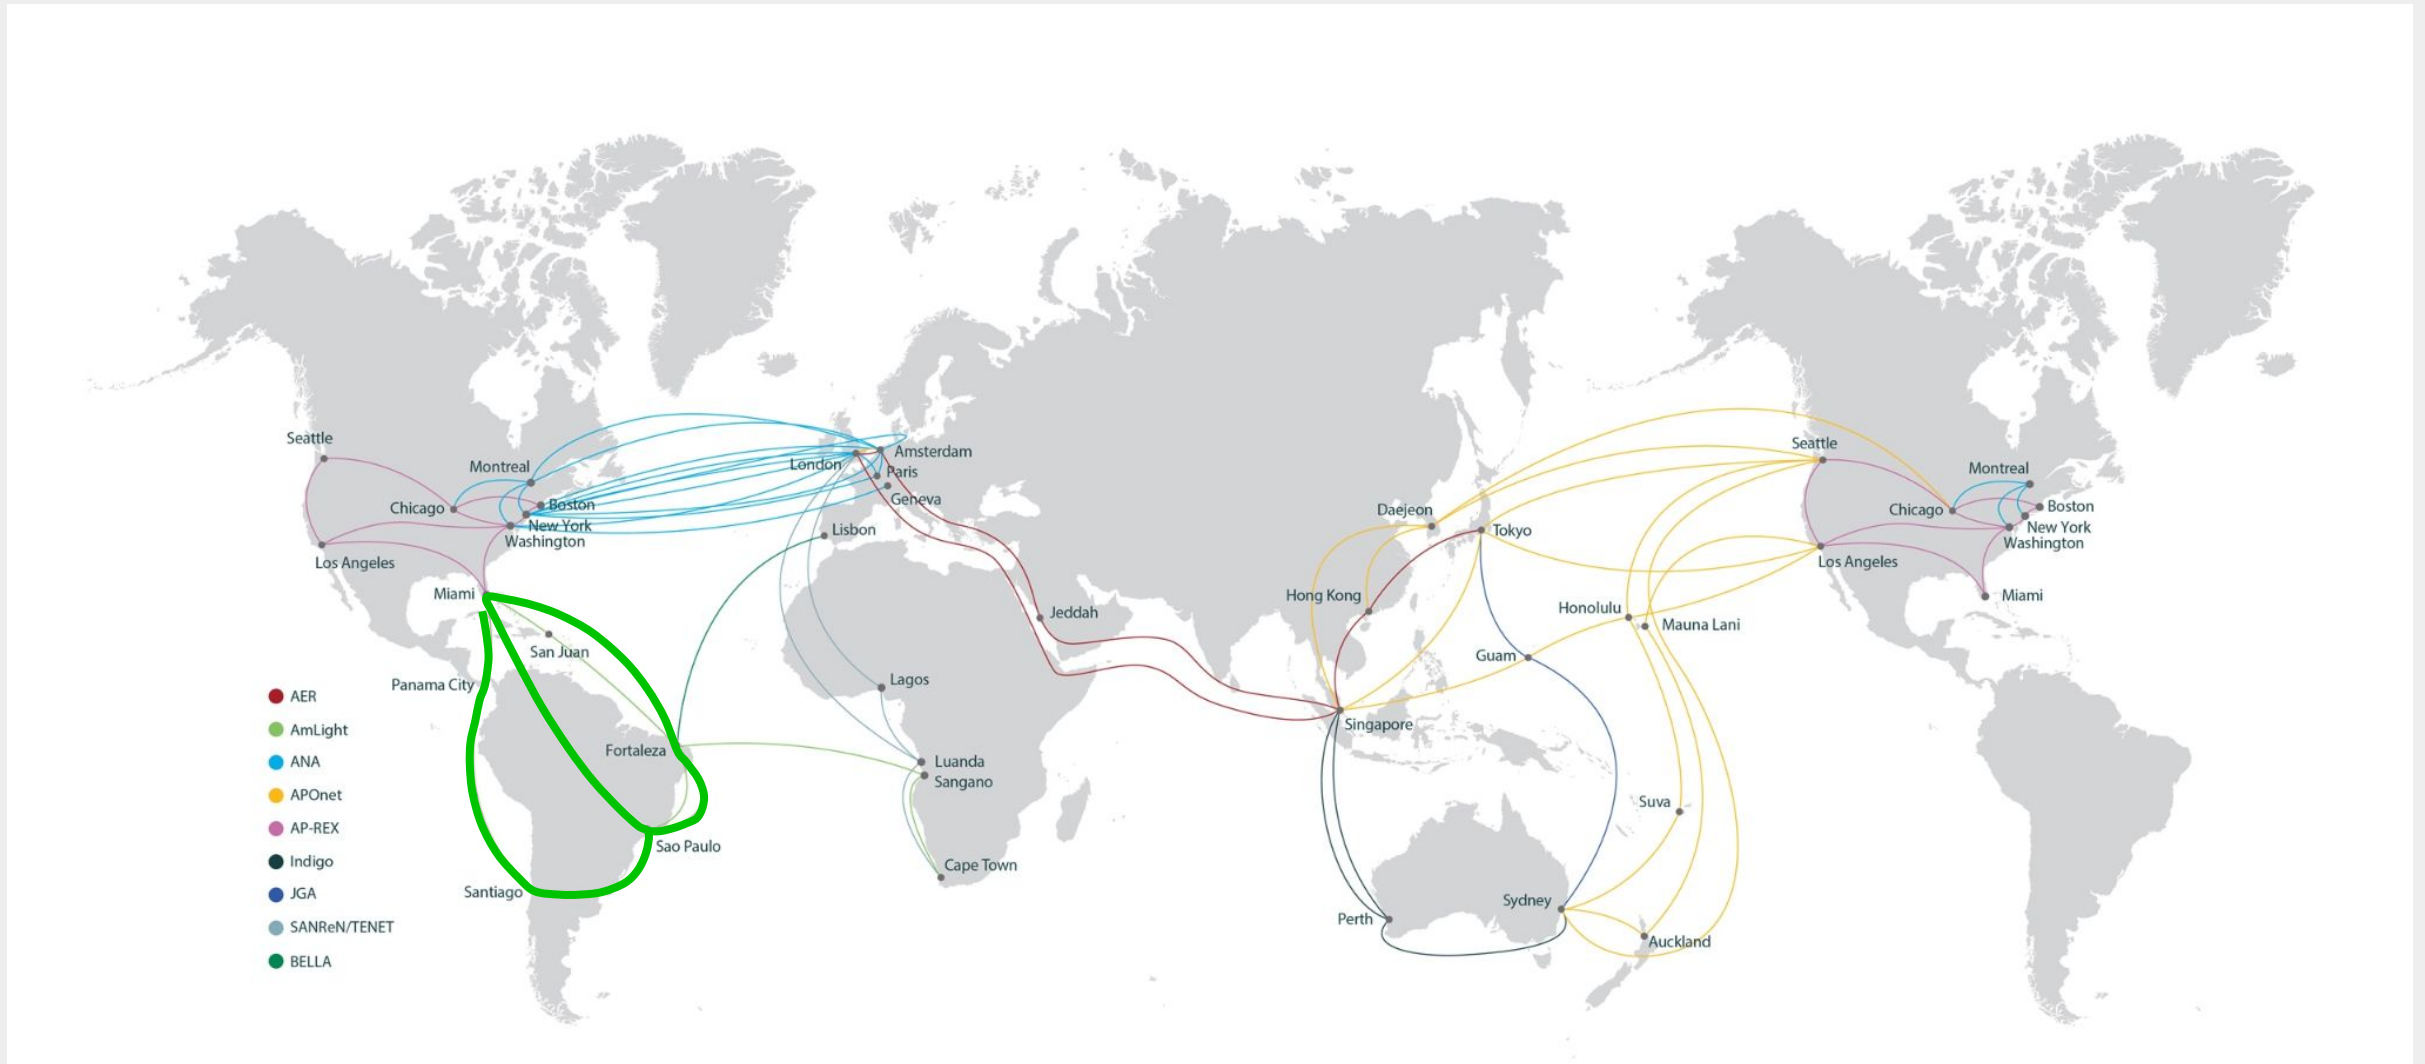 Seattle
Montreal
Chicago
Boston
New York
Washington
Los Angeles
Miami
San Juan
Panama City
Fortaleza
Sao Paulo
Santiago
London
Amsterdam
Paris
Geneva
Lisbon
Jeddah
Lagos
Luanda
Sangano
Cape Town
Daejeon
Tokyo
Hong Kong
Singapore
Guam
Honolulu
Mauna Lani
Suva
Perth
Sydney
Auckland
Seattle
Montreal
Chicago
Boston
New York
Washington
Los Angeles
Miami
AER
AmLight
ANA
APOnet
AP-REX
Indigo
JGA
SANReN/TENET
BELLA